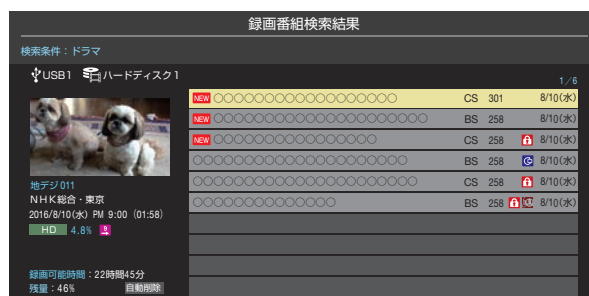 録画番組検索結果
検索条件：ドラマ
USB1 ハードディスク1
1/6
NEW ○○○○○○○○○○○○○○○○○○ CS 301 8/10(水)
NEW ○○○○○○○○○○○○○○○○○○○○○ BS 258 8/10(水)
NEW ○○○○○○○○○○○○○○○○ CS 258 8/10(水)
○○○○○○○○○○○○○○○○○○○○○ BS 258 8/10(水)
○○○○○○○○○○○○○○○○○○○○○○ CS 258 8/10(水)
○○○○○○○○○○○○○○ BS 258 8/10(水)
地デジ011
NHK総合・東京
2016/8/10(水) PM 9:00 (01:58)
HD 4.8%
録画可能時間：22時間45分
残量：46% 自動削除